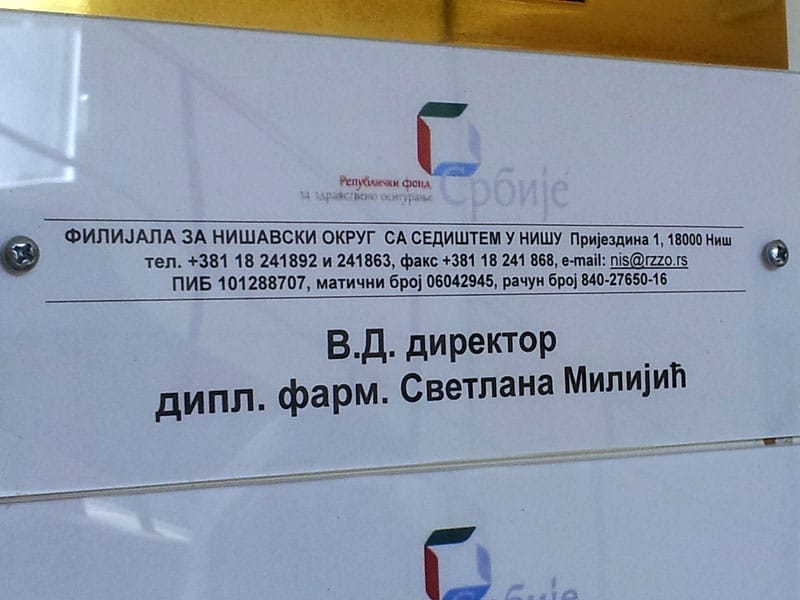 Републички фонд
за здравствено осигурање
Србије
ФИЛИЈАЛА ЗА НИШАВСКИ ОКРУГ СА СЕДИШТЕМ У НИШУ Пријездина 1, 18000 Ниш
тел. +381 18 241892 и 241863, факс +381 18 241 868, e-mail: nis@rzzo.rs
ПИБ 101288707, матични број 06042945, рачун број 840-27650-16
В.Д. директор
дипл. фарм. Светлана Милијић
Србије